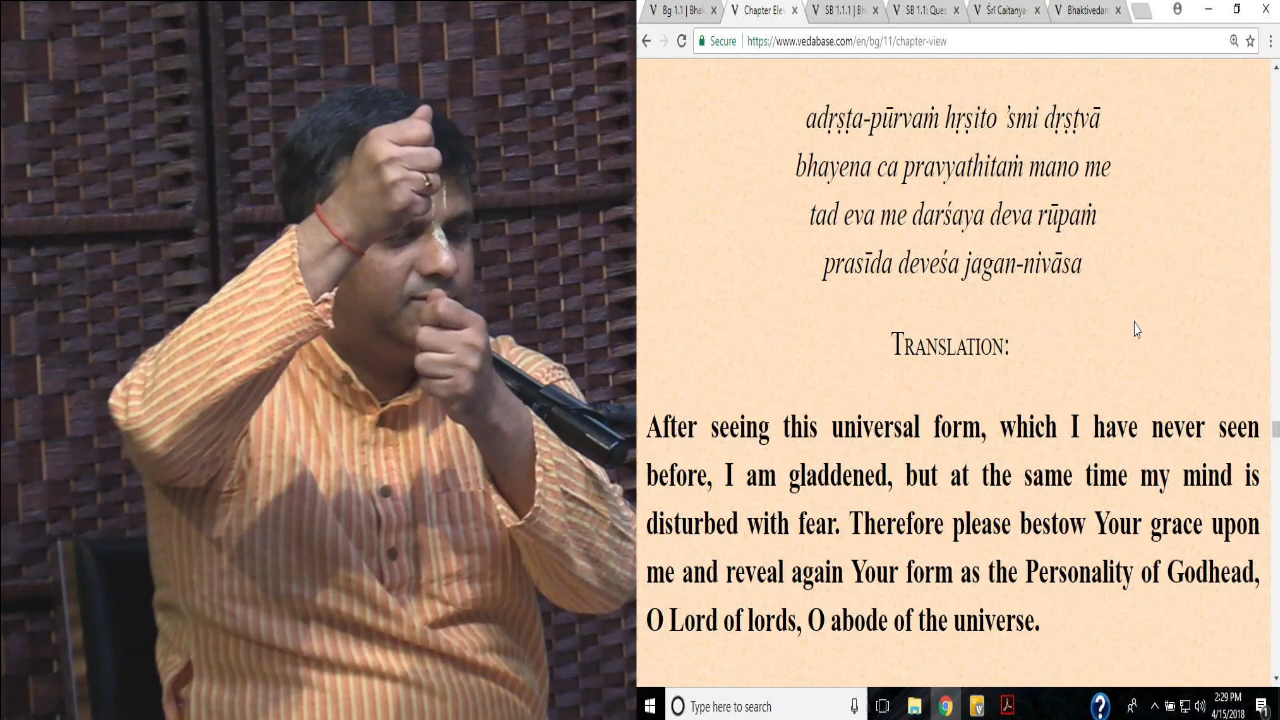 Bg 1.1 | Bha
Chapter Ele
SB 1.1.1 | Bh
SB 1.1: Ques
Śrī Caitanya-
Bhaktivedan
Secure | https://www.vedabase.com/en/bg/11/chapter-view
adṛṣṭa-pūrvaṁ hṛṣito 'smi dṛṣṭvā
bhayena ca pravyathitaṁ mano me
tad eva me darśaya deva rūpaṁ
prasīda deveśa jagan-nivāsa
TRANSLATION:
After seeing this universal form, which I have never seen
before, I am gladdened, but at the same time my mind is
disturbed with fear. Therefore please bestow Your grace upon
me and reveal again Your form as the Personality of Godhead,
O Lord of lords, O abode of the universe.
Type here to search
2:29 PM
4/15/2018